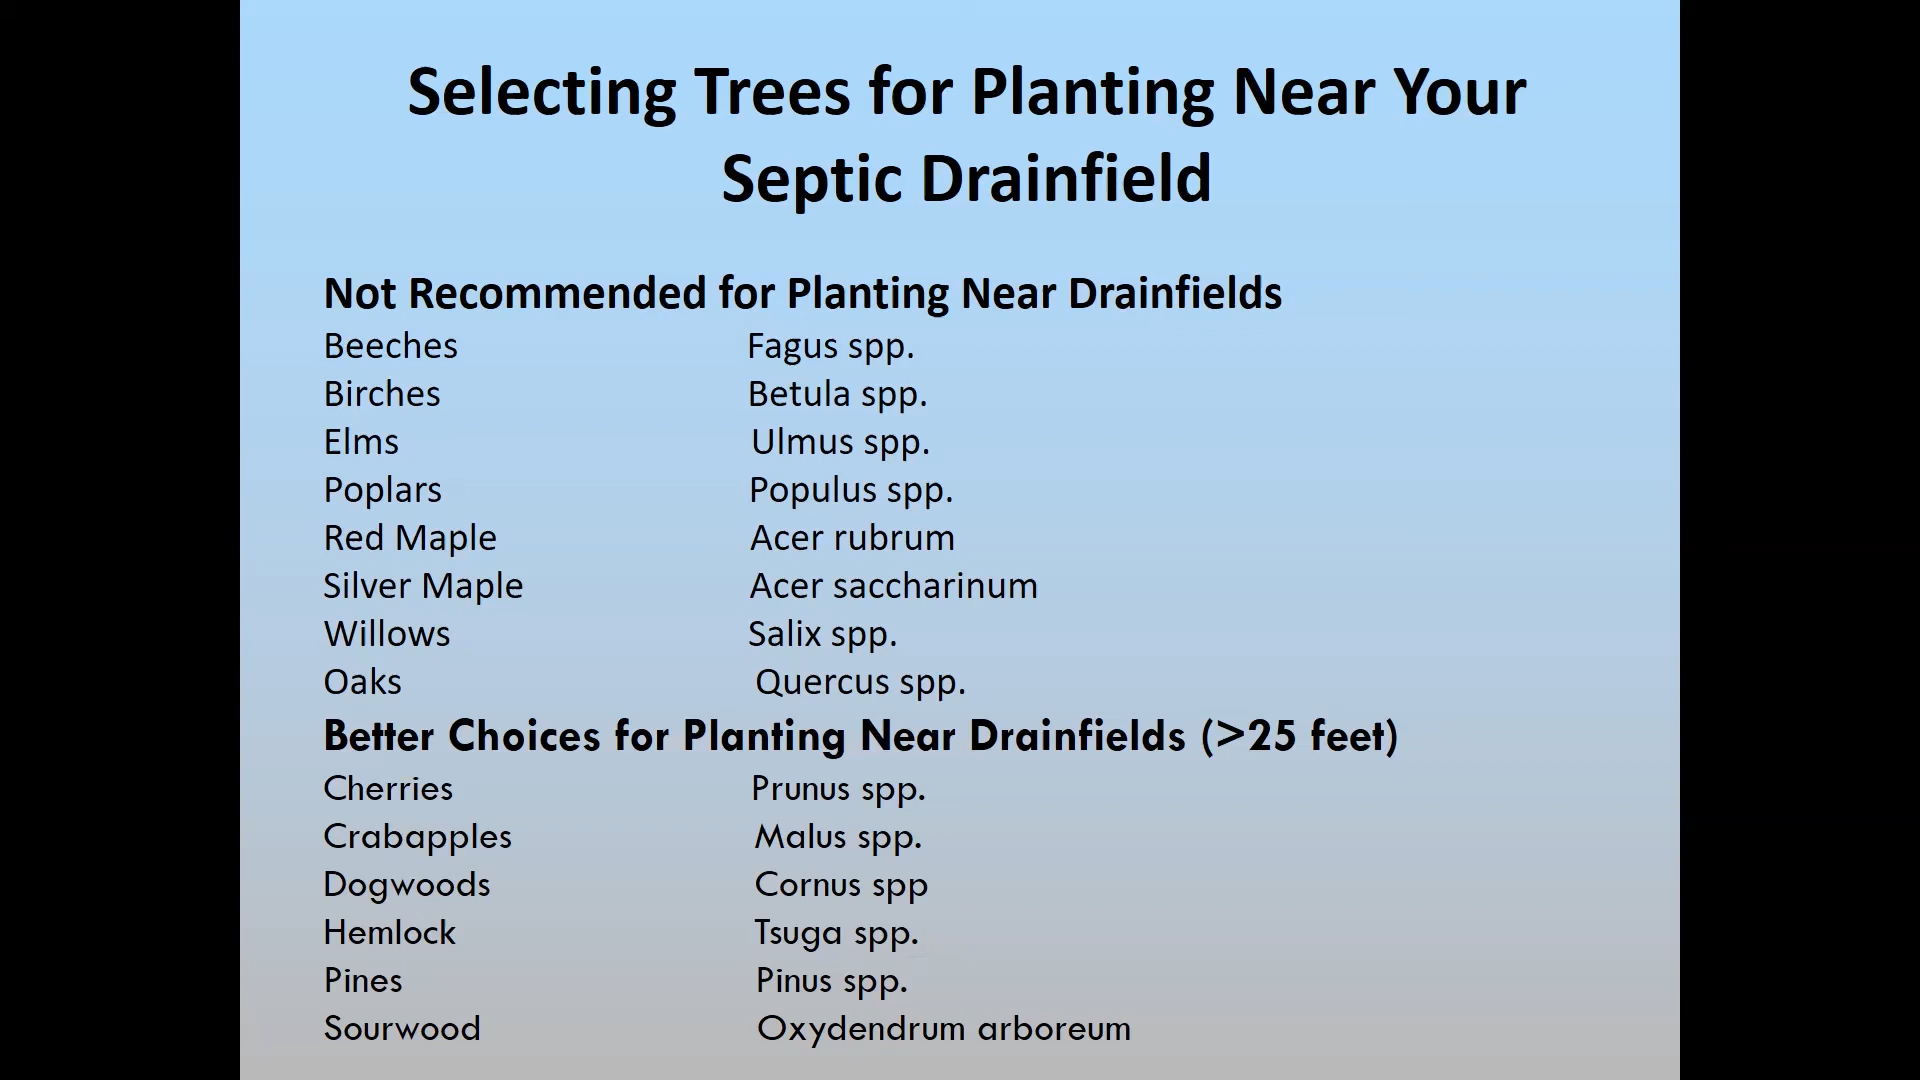 Selecting Trees for Planting Near Your
Septic Drainfield
Not Recommended for Planting Near Drainfields
Beeches Fagus spp.
Birches Betula spp.
Elms Ulmus spp.
Poplars Populus spp.
Red Maple Acer rubrum
Silver Maple Acer saccharinum
Willows Salix spp.
Oaks Quercus spp.
Better Choices for Planting Near Drainfields (>25 feet)
Cherries Prunus spp.
Crabapples Malus spp.
Dogwoods Cornus spp
Hemlock Tsuga spp.
Pines Pinus spp.
Sourwood Oxydendrum arboreum